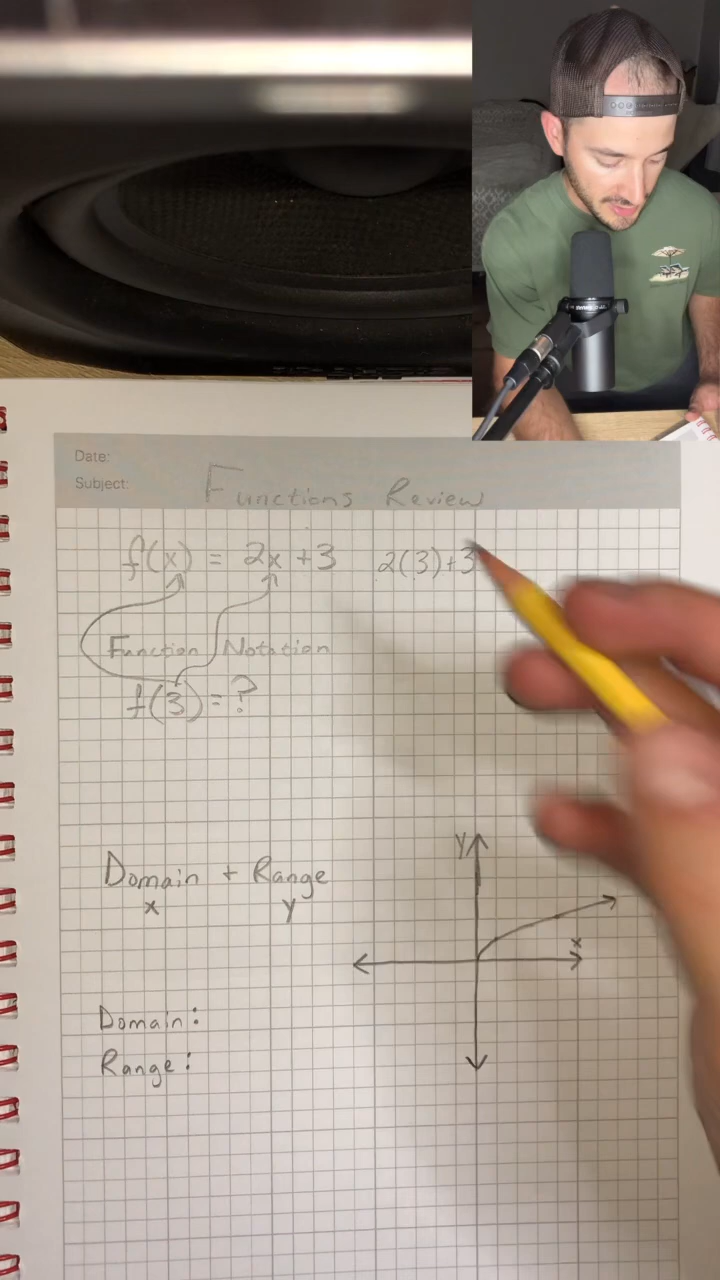 Date:
Subject: Functions Review
f(x) = 2x + 3 2(3)+3
Function Notation
f(3) = ?
y
Domain + Range
x y
x
Domain:
Range: